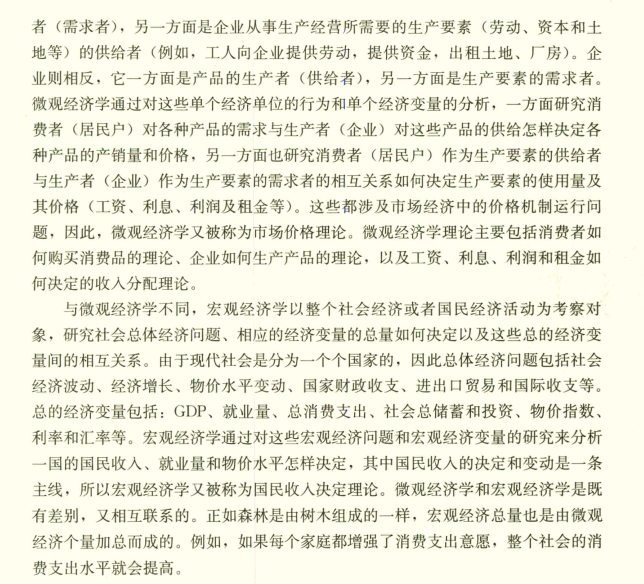 者（需求者），另一方面是企业从事生产经营所需要的生产要素（劳动、资本和土
地等）的供给者（例如，工人向企业提供劳动，提供资金，出租土地、厂房）。企
业则相反，它一方面是产品的生产者（供给者），另一方面是生产要素的需求者。
微观经济学通过对这些单个经济单位的行为和单个经济变量的分析，一方面研究消
费者（居民户）对各种产品的需求与生产者（企业）对这些产品的供给怎样决定各
种产品的产销量和价格，另一方面也研究消费者（居民户）作为生产要素的供给者
与生产者（企业）作为生产要素的需求者的相互关系如何决定生产要素的使用量及
其价格（工资、利息、利润及租金等）。这些都涉及市场经济中的价格机制运行问
题，因此，微观经济学又被称为市场价格理论。微观经济学理论主要包括消费者如
何购买消费品的理论、企业如何生产产品的理论，以及工资、利息、利润和租金如
何决定的收入分配理论。
与微观经济学不同，宏观经济学以整个社会经济或者国民经济活动为考察对
象，研究社会总体经济问题、相应的经济变量的总量如何决定以及这些总的经济变
量间的相互关系。由于现代社会是分为一个个国家的，因此总体经济问题包括社会
经济波动、经济增长、物价水平变动、国家财政收支、进出口贸易和国际收支等。
总的经济变量包括：GDP、就业量、总消费支出、社会总储蓄和投资、物价指数、
利率和汇率等。宏观经济学通过对这些宏观经济问题和宏观经济变量的研究来分析
一国的国民收入、就业量和物价水平怎样决定，其中国民收入的决定和变动是一条
主线，所以宏观经济学又被称为国民收入决定理论。微观经济学和宏观经济学是既
有差别，又相互联系的。正如森林是由树木组成的一样，宏观经济总量也是由微观
经济个量加总而成的。例如，如果每个家庭都增强了消费支出意愿，整个社会的消
费支出水平就会提高。